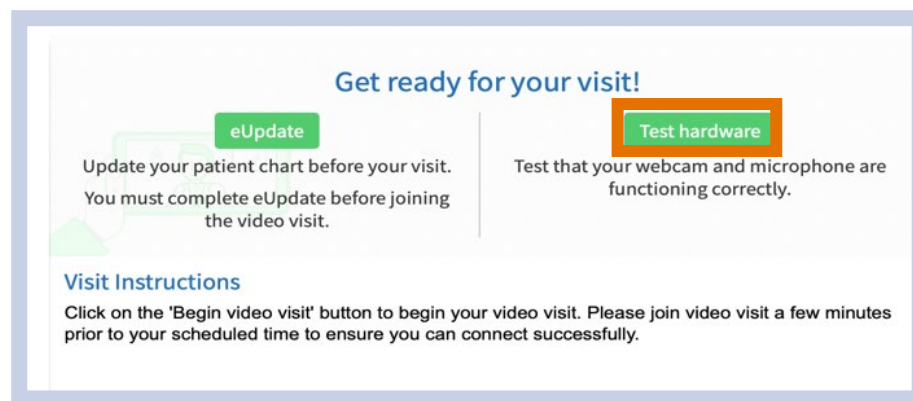 Get ready for your visit!
eUpdate
Update your patient chart before your visit.
You must complete eUpdate before joining
the video visit.
Test hardware
Test that your webcam and microphone are
functioning correctly.
Visit Instructions
Click on the 'Begin video visit' button to begin your video visit. Please join video visit a few minutes
prior to your scheduled time to ensure you can connect successfully.